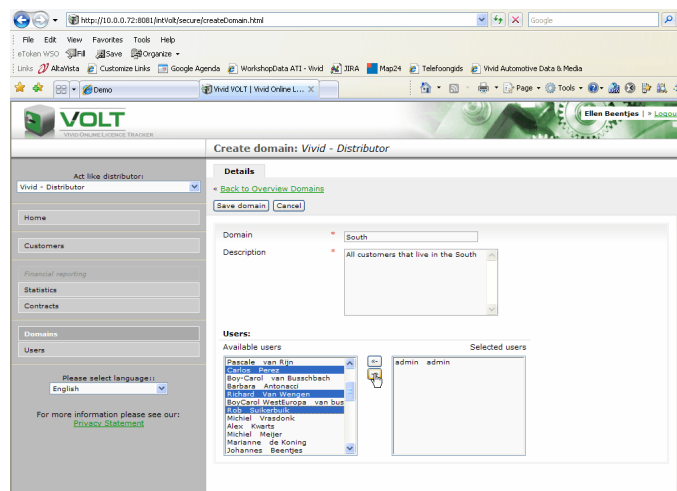 http://10.0.0.72:8081/intVolt/secure/createDomain.html
Google
File Edit View Favorites Tools Help
eToken WSO Fill Save Organize
Links AltaVista Customize Links Google Agenda WorkshopData ATI - Vivid JIRA Map24 Telefoongids Vivid Automotive Data & Media
Demo
Vivid VOLT | Vivid Online L... X
Page Tools
VOLT
VIVID ONLINE LICENCE TRACKER
Ellen Beentjes | > Logou
Create domain: Vivid - Distributor
Act like distributor:
Vivid - Distributor
Home
Customers
Financial reporting
Statistics
Contracts
Domains
Users
Please select language::
English
For more information please see our:
Privacy Statement
Details
« Back to Overview Domains
Save domain Cancel
Domain * South
Description * All customers that live in the South
Users:
Available users Selected users
Pascale van Rijn
Carlos Perez
Boy-Carol van Busschbach
Barbara Antonacci
Richard Van Wengen
BoyCarol WestEuropa van bus
Rob Suikerbuik
Michiel Vrasdonk
Alex Kwarts
Michiel Meijer
Marianne de Koning
Johannes Beentjes
<-
admin admin